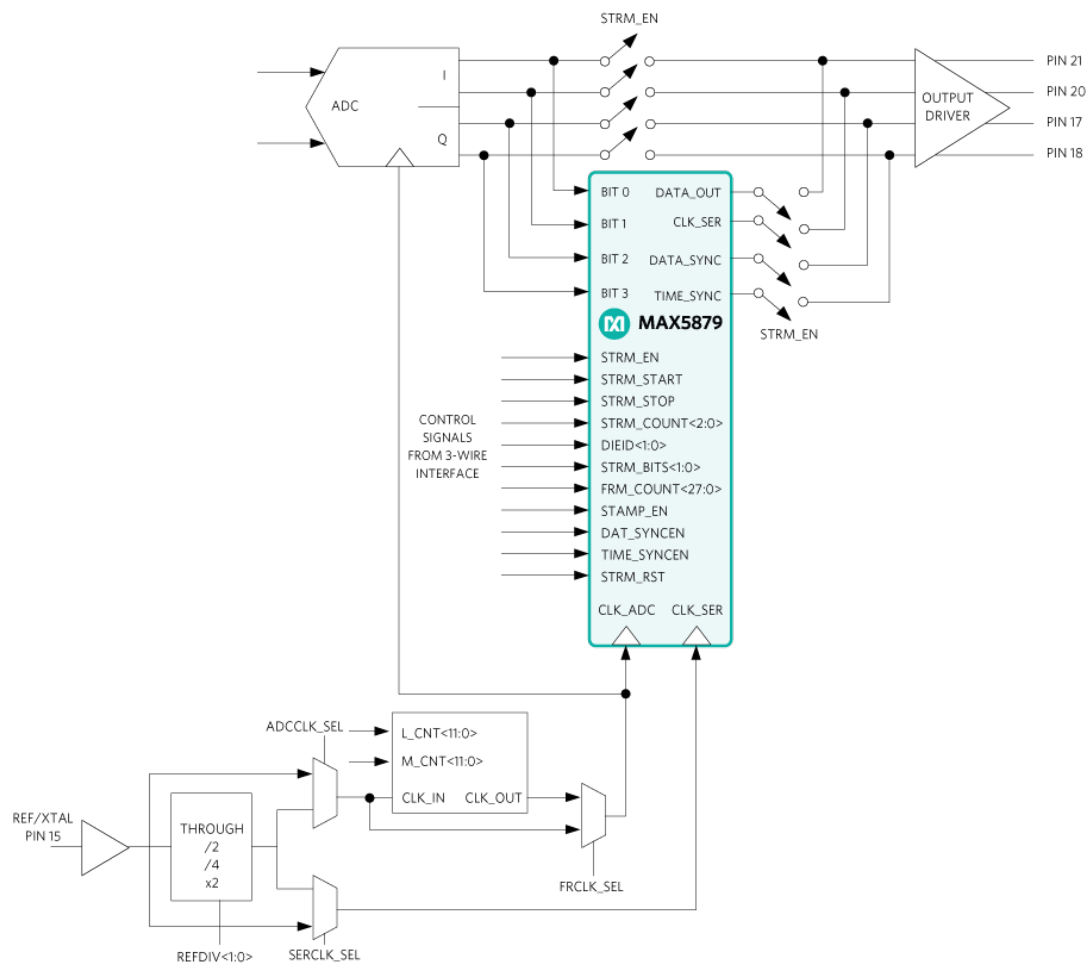 STRM_EN
I
ADC
Q
OUTPUT
DRIVER
PIN 21
PIN 20
PIN 17
PIN 18
BIT 0
DATA_OUT
BIT 1
CLK_SER
BIT 2
DATA_SYNC
BIT 3
TIME_SYNC
MAX5879
STRM_EN
STRM_EN
STRM_START
STRM_STOP
STRM_COUNT<2:0>
DIEID<1:0>
STRM_BITS<1:0>
FRM_COUNT<27:0>
STAMP_EN
DAT_SYNCEN
TIME_SYNCEN
STRM_RST
CONTROL
SIGNALS
FROM 3-WIRE
INTERFACE
CLK_ADC
CLK_SER
ADCCLK_SEL
L_CNT<11:0>
M_CNT<11:0>
CLK_IN
CLK_OUT
REF/XTAL
PIN 15
THROUGH
/2
/4
x2
FRCLK_SEL
REFDIV<1:0>
SERCLK_SEL